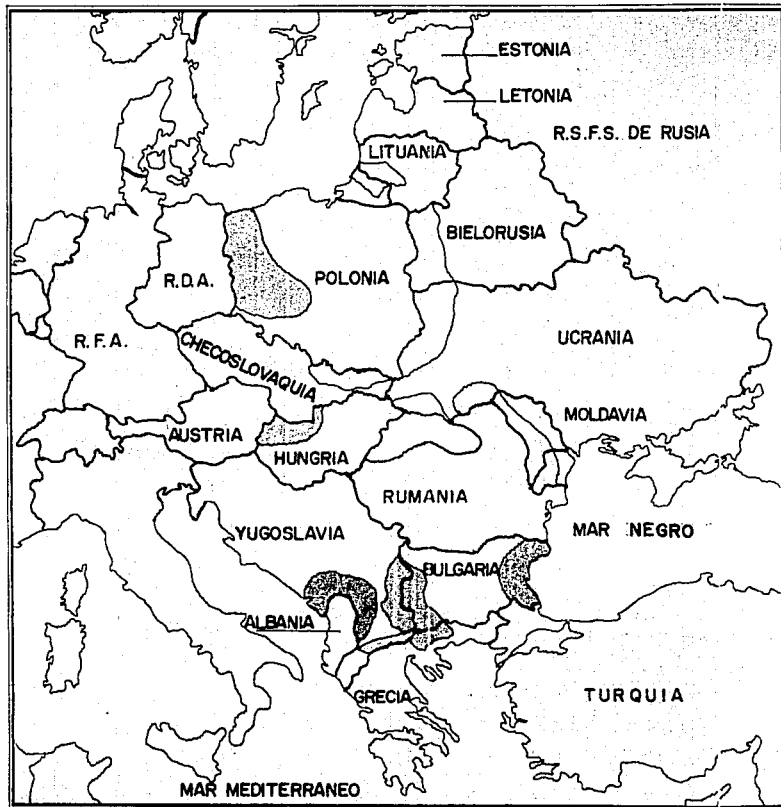 ESTONIA
LETONIA
R.S.F.S. DE RUSIA
LITUANIA
BIELORUSIA
R.D.A.
POLONIA
R.F.A.
UCRANIA
CHECOSLOVAQUIA
MOLDAVIA
AUSTRIA
HUNGRIA
RUMANIA
YUGOSLAVIA
MAR NEGRO
BULGARIA
ALBANIA
GRECIA
TURQUIA
MAR MEDITERRANEO